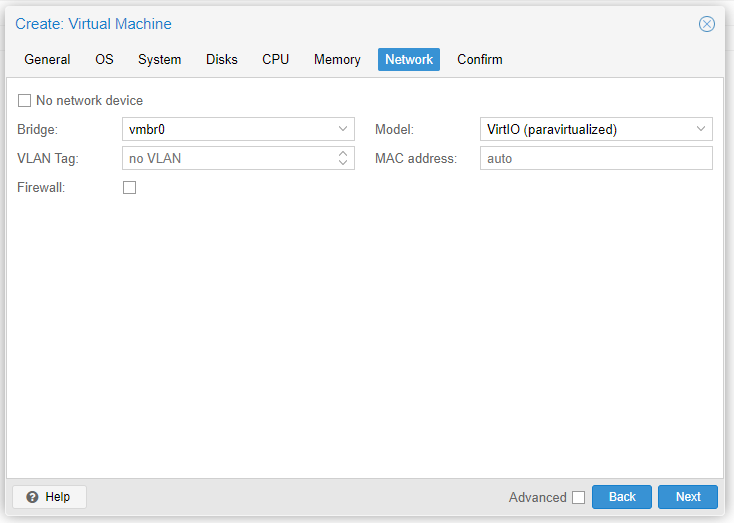 Create: Virtual Machine
General OS System Disks CPU Memory Network Confirm
No network device
Bridge: vmbr0 Model: VirtIO (paravirtualized)
VLAN Tag: no VLAN MAC address: auto
Firewall:
Help Advanced Back Next